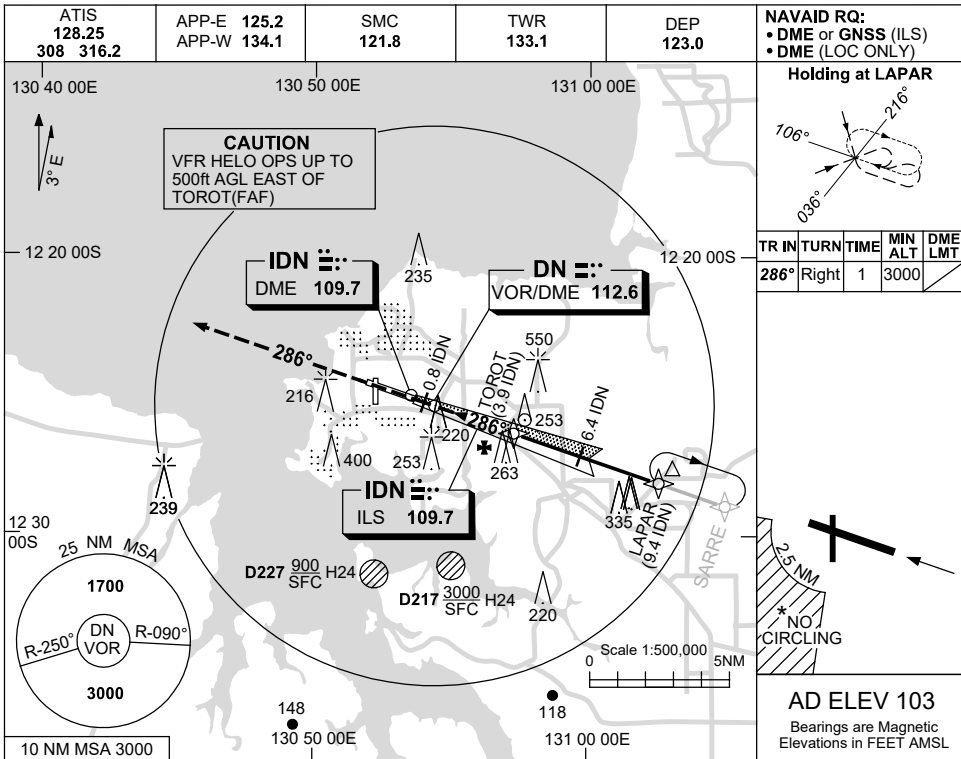 ATIS
128.25
308 316.2
APP-E 125.2
APP-W 134.1
SMC
121.8
TWR
133.1
DEP
123.0
NAVAID RQ:
• DME or GNSS (ILS)
• DME (LOC ONLY)
130 40 00E
130 50 00E
131 00 00E
3° E
CAUTION
VFR HELO OPS UP TO
500ft AGL EAST OF
TOROT(FAF)
Holding at LAPAR
216°
106°
036°
TR IN TURN TIME MIN ALT DME LMT
286° Right 1 3000
12 20 00S
12 20 00S
235
IDN
DME 109.7
DN
VOR/DME 112.6
550
286°
0.8 IDN
TOROT
(3.9 IDN)
286°
6.4 IDN
216
220
253
400
253
263
239
335
LAPAR
(9.4 IDN)
SARRE
IDN
ILS 109.7
12 30
00S
25 NM MSA
1700
R-250°
DN
VOR
R-090°
3000
D227 900 SFC H24
D217 3000 SFC H24
220
Scale 1:500,000
0 5NM
148
118
130 50 00E
131 00 00E
10 NM MSA 3000
2.5 NM
*NO
CIRCLING
AD ELEV 103
Bearings are Magnetic
Elevations in FEET AMSL